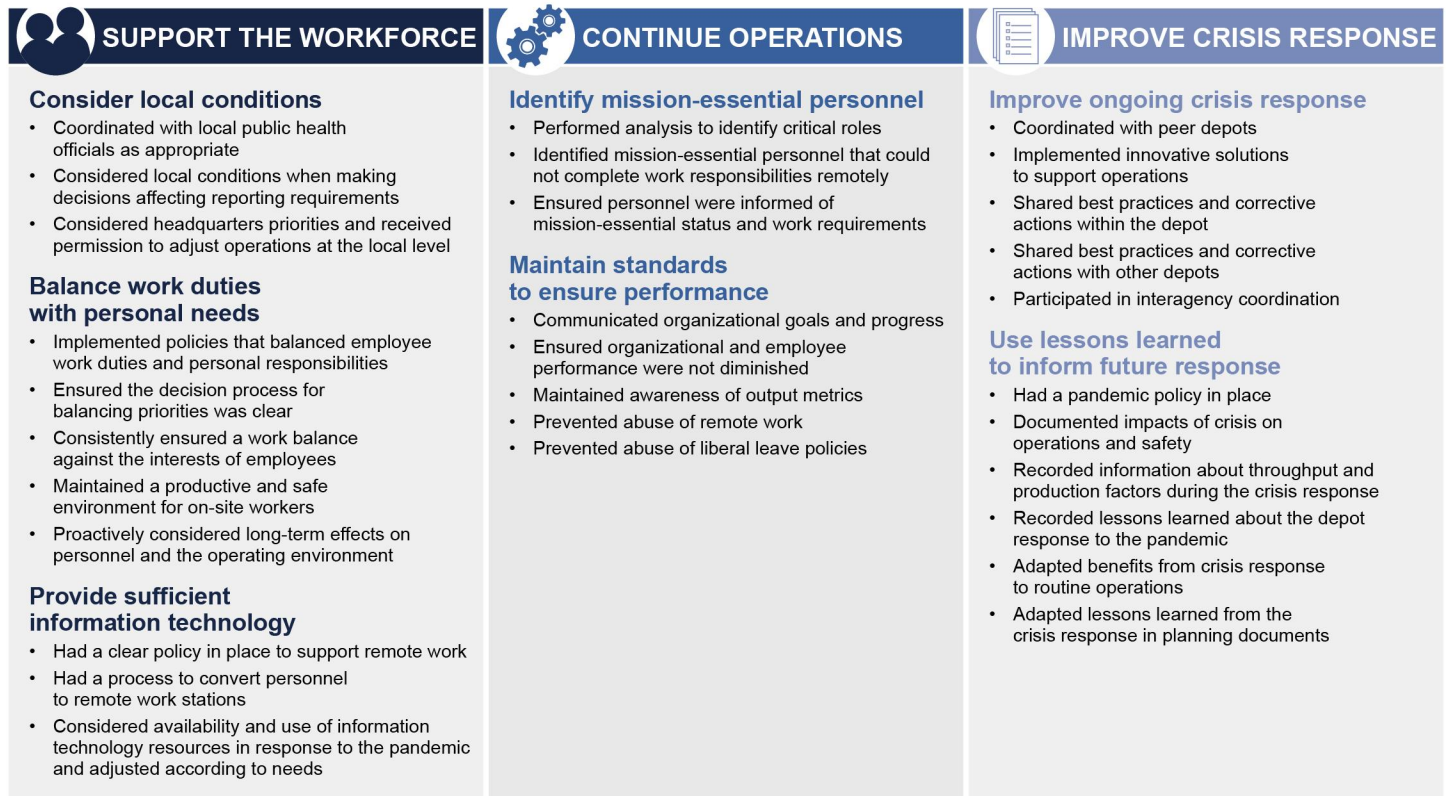 SUPPORT THE WORKFORCE
Consider local conditions
• Coordinated with local public health
officials as appropriate
• Considered local conditions when making
decisions affecting reporting requirements
• Considered headquarters priorities and received
permission to adjust operations at the local level
Balance work duties
with personal needs
• Implemented policies that balanced employee
work duties and personal responsibilities
• Ensured the decision process for
balancing priorities was clear
• Consistently ensured a work balance
against the interests of employees
• Maintained a productive and safe
environment for on-site workers
• Proactively considered long-term effects on
personnel and the operating environment
Provide sufficient
information technology
• Had a clear policy in place to support remote work
• Had a process to convert personnel
to remote work stations
• Considered availability and use of information
technology resources in response to the pandemic
and adjusted according to needs
CONTINUE OPERATIONS
Identify mission-essential personnel
• Performed analysis to identify critical roles
• Identified mission-essential personnel that could
not complete work responsibilities remotely
• Ensured personnel were informed of
mission-essential status and work requirements
Maintain standards
to ensure performance
• Communicated organizational goals and progress
• Ensured organizational and employee
performance were not diminished
• Maintained awareness of output metrics
• Prevented abuse of remote work
• Prevented abuse of liberal leave policies
IMPROVE CRISIS RESPONSE
Improve ongoing crisis response
• Coordinated with peer depots
• Implemented innovative solutions
to support operations
• Shared best practices and corrective
actions within the depot
• Shared best practices and corrective
actions with other depots
• Participated in interagency coordination
Use lessons learned
to inform future response
• Had a pandemic policy in place
• Documented impacts of crisis on
operations and safety
• Recorded information about throughput and
production factors during the crisis response
• Recorded lessons learned about the depot
response to the pandemic
• Adapted benefits from crisis response
to routine operations
• Adapted lessons learned from the
crisis response in planning documents